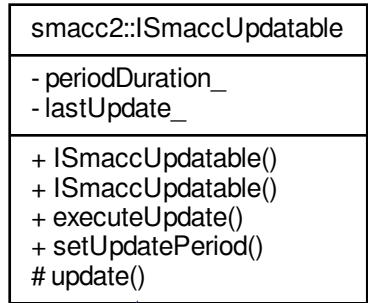 smacc2::ISmaccUpdatable
- periodDuration_
- lastUpdate_
+ ISmaccUpdatable()
+ ISmaccUpdatable()
+ executeUpdate()
+ setUpdatePeriod()
# update()